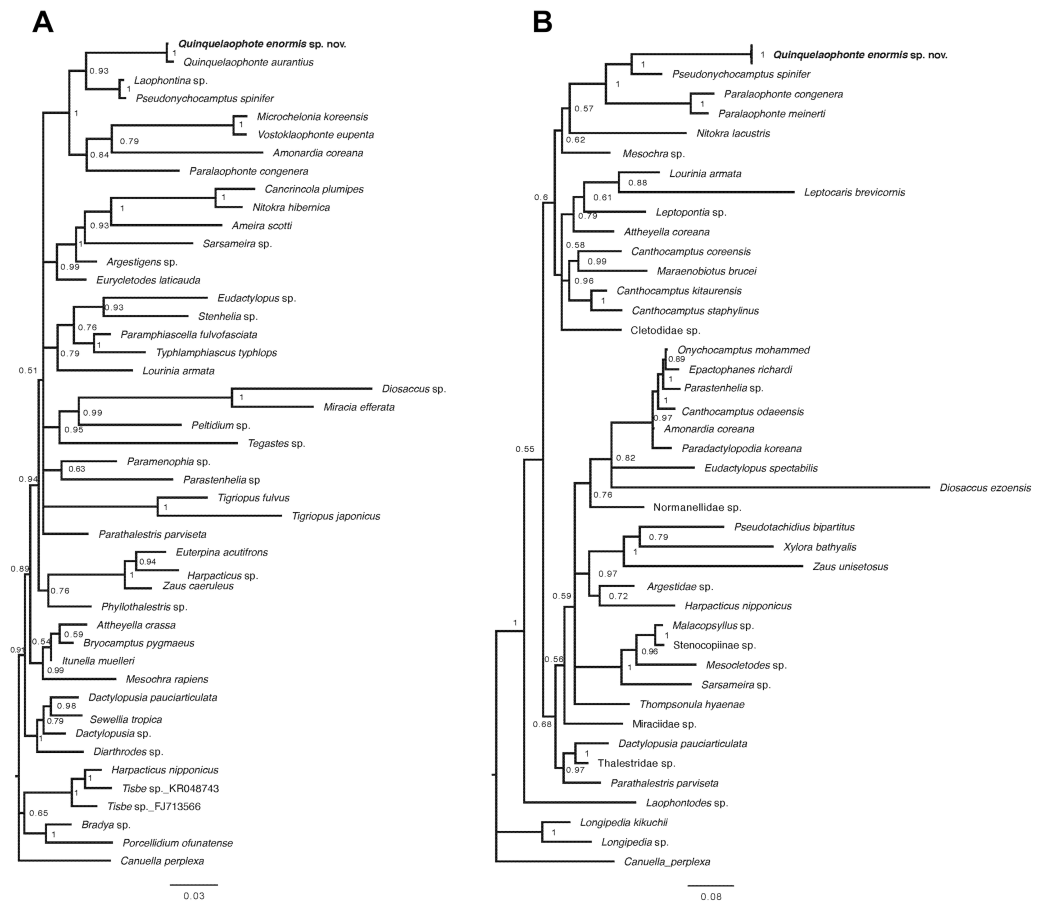 A
Quinquelaophote enormis sp. nov.
1
Quinquelaophonte aurantius
0.93
Laophontina sp.
1
Pseudonychocamptus spinifer
1
Microchelonia koreensis
1
Vostoklaophonte eupenta
0.79
Amonardia coreana
0.84
Paralaophonte congenera
Cancrincola plumipes
1
Nitokra hibernica
1
Ameira scotti
0.93
Sarsameira sp.
1
Argestigens sp.
0.99
Eurycletodes laticauda
Eudactylopus sp.
0.93
Stenhelia sp.
0.76
Paramphiascella fulvofasciata
1
Typhlamphiascus typhlops
0.79
Lourinia armata
0.51
Diosaccus sp.
1
Miracia efferata
0.99
Peltidium sp.
0.95
Tegastes sp.
Paramenophia sp.
0.63
Parastenhelia sp
0.94
Tigriopus fulvus
1
Tigriopus japonicus
Parathalestris parviseta
Euterpina acutifrons
0.94
Harpacticus sp.
1
Zaus caeruleus
0.89
0.76
Phyllothalestris sp.
Attheyella crassa
0.59
Bryocamptus pygmaeus
0.54
Itunella muelleri
0.99
Mesochra rapiens
0.91
Dactylopusia pauciarticulata
0.98
Sewellia tropica
0.79
Dactylopusia sp.
1
Diarthrodes sp.
Harpacticus nipponicus
1
Tisbe sp._KR048743
1
Tisbe sp._FJ713566
0.65
Bradya sp.
1
Porcellidium ofunatense
Canuella perplexa
0.03
B
1
Quinquelaophonte enormis sp. nov.
1
Pseudonychocamptus spinifer
1
Paralaophonte congenera
1
Paralaophonte meinerti
0.57
Nitokra lacustris
0.62
Mesochra sp.
Lourinia armata
0.88
Leptocaris brevicornis
0.61
0.6
Leptopontia sp.
0.79
Attheyella coreana
0.58
Canthocamptus coreensis
0.99
Maraenobiotus brucei
0.96
Canthocamptus kitaurensis
1
Canthocamptus staphylinus
Cletodidae sp.
Onychocamptus mohammed
0.89
Epactophanes richardi
1
Parastenhelia sp.
1
Canthocamptus odaeensis
0.97
Amonardia coreana
Paradactylopodia koreana
0.55
0.82
Eudactylopus spectabilis
Diosaccus ezoensis
0.76
Normanellidae sp.
Pseudotachidius bipartitus
0.79
Xylora bathyalis
1
Zaus unisetosus
0.97
Argestidae sp.
0.72
Harpacticus nipponicus
0.59
1
Malacopsyllus sp.
1
Stenocopiinae sp.
0.96
Mesocletodes sp.
0.56
1
Sarsameira sp.
Thompsonula hyaenae
0.68
Miraciidae sp.
Dactylopusia pauciarticulata
1
Thalestridae sp.
0.97
Parathalestris parviseta
Laophontodes sp.
Longipedia kikuchii
1
Longipedia sp.
Canuella_perplexa
0.08